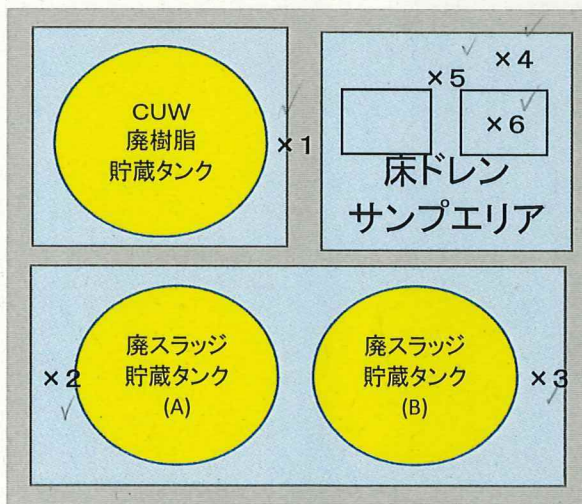 CUW
廃樹脂
貯蔵タンク
×1
×4
×5
×6
床ドレン
サンプエリア
廃スラッジ
貯蔵タンク
(A)
×2
廃スラッジ
貯蔵タンク
(B)
×3